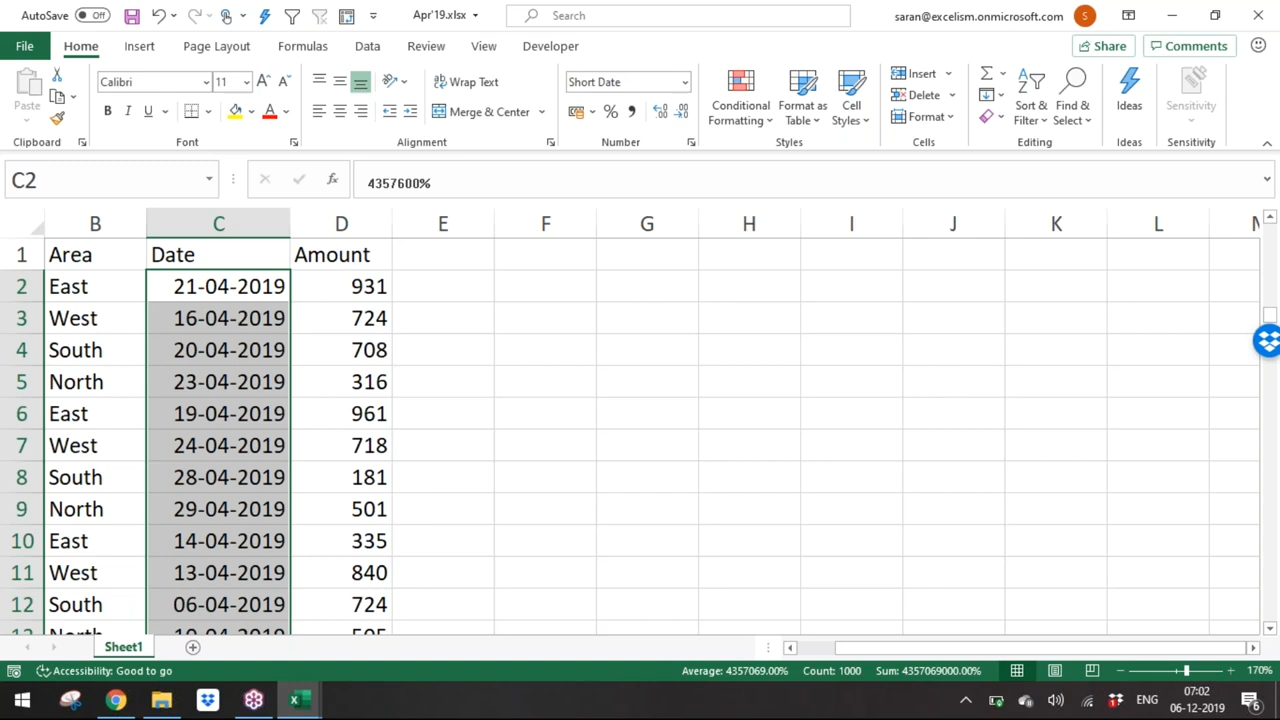 AutoSave Off Apr'19.xlsx Search saran@excelism.onmicrosoft.com S
File Home Insert Page Layout Formulas Data Review View Developer Share Comments
Paste Calibri 11 A A Wrap Text Short Date Conditional Formatting Format as Table Cell Styles Insert Sort & Filter Find & Select Ideas Sensitivity
B I U A Merge & Center % Delete
Format
Clipboard Font Alignment Number Styles Cells Editing Ideas Sensitivity
C2 fx 4357600%
B C D E F G H I J K L
1 Area Date Amount
2 East 21-04-2019 931
3 West 16-04-2019 724
4 South 20-04-2019 708
5 North 23-04-2019 316
6 East 19-04-2019 961
7 West 24-04-2019 718
8 South 28-04-2019 181
9 North 29-04-2019 501
10 East 14-04-2019 335
11 West 13-04-2019 840
12 South 06-04-2019 724
Sheet1
Accessibility: Good to go Average: 4357069.00% Count: 1000 Sum: 4357069000.00% 170%
ENG 07:02
06-12-2019 6